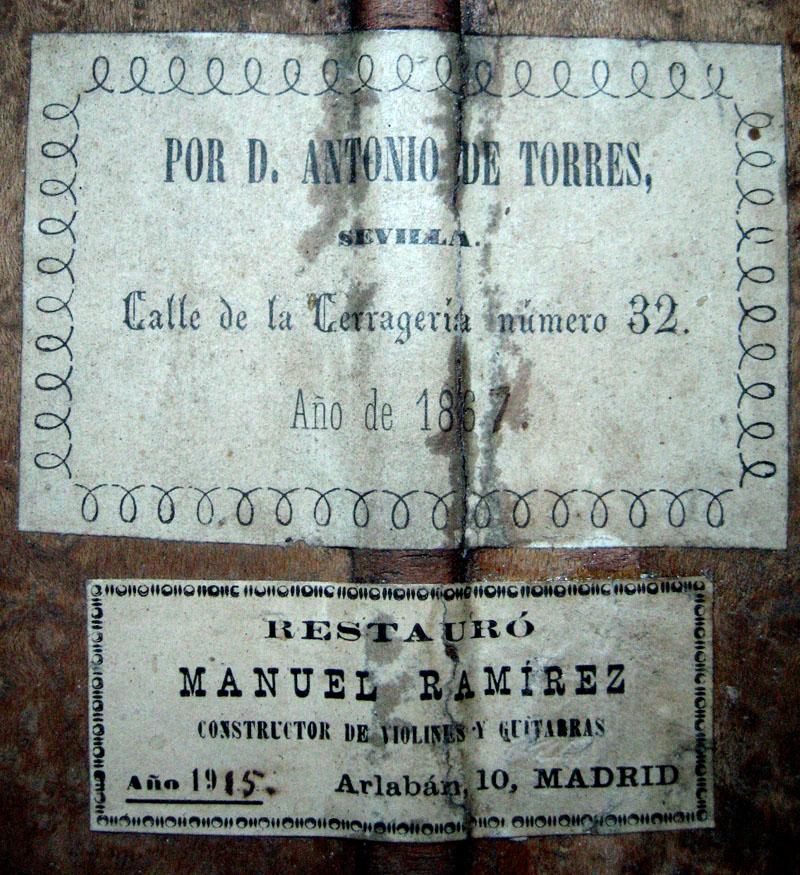 POR D. ANTONIO DE TORRES,
SEVILLA.
Calle de la Cerrageria número 32.
Año de 1867.
RESTAURÓ
MANUEL RAMÍREZ
CONSTRUCTOR DE VIOLINES Y GUITARRAS
Año 1915. Arlabán, 10, MADRID